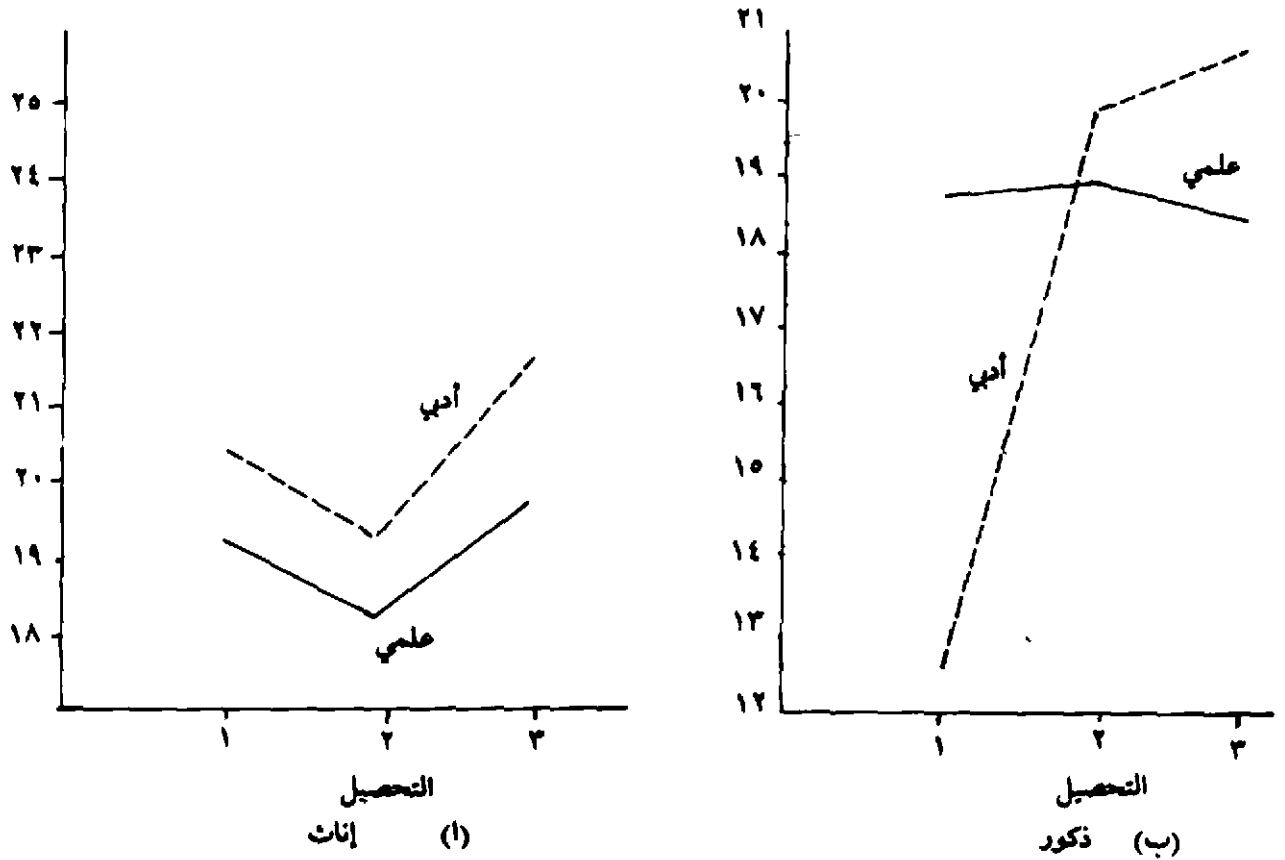 ٢٥
٢٤
٢٣
٢٢
٢١
٢٠
١٩
١٨
أدبي
علمي
١ ٢ ٣
التحصيل
(ا) إناث
٢١
٢٠
١٩
١٨
١٧
١٦
١٥
١٤
١٣
١٢
علمي
أدبي
١ ٢ ٣
التحصيل
(ب) ذكور